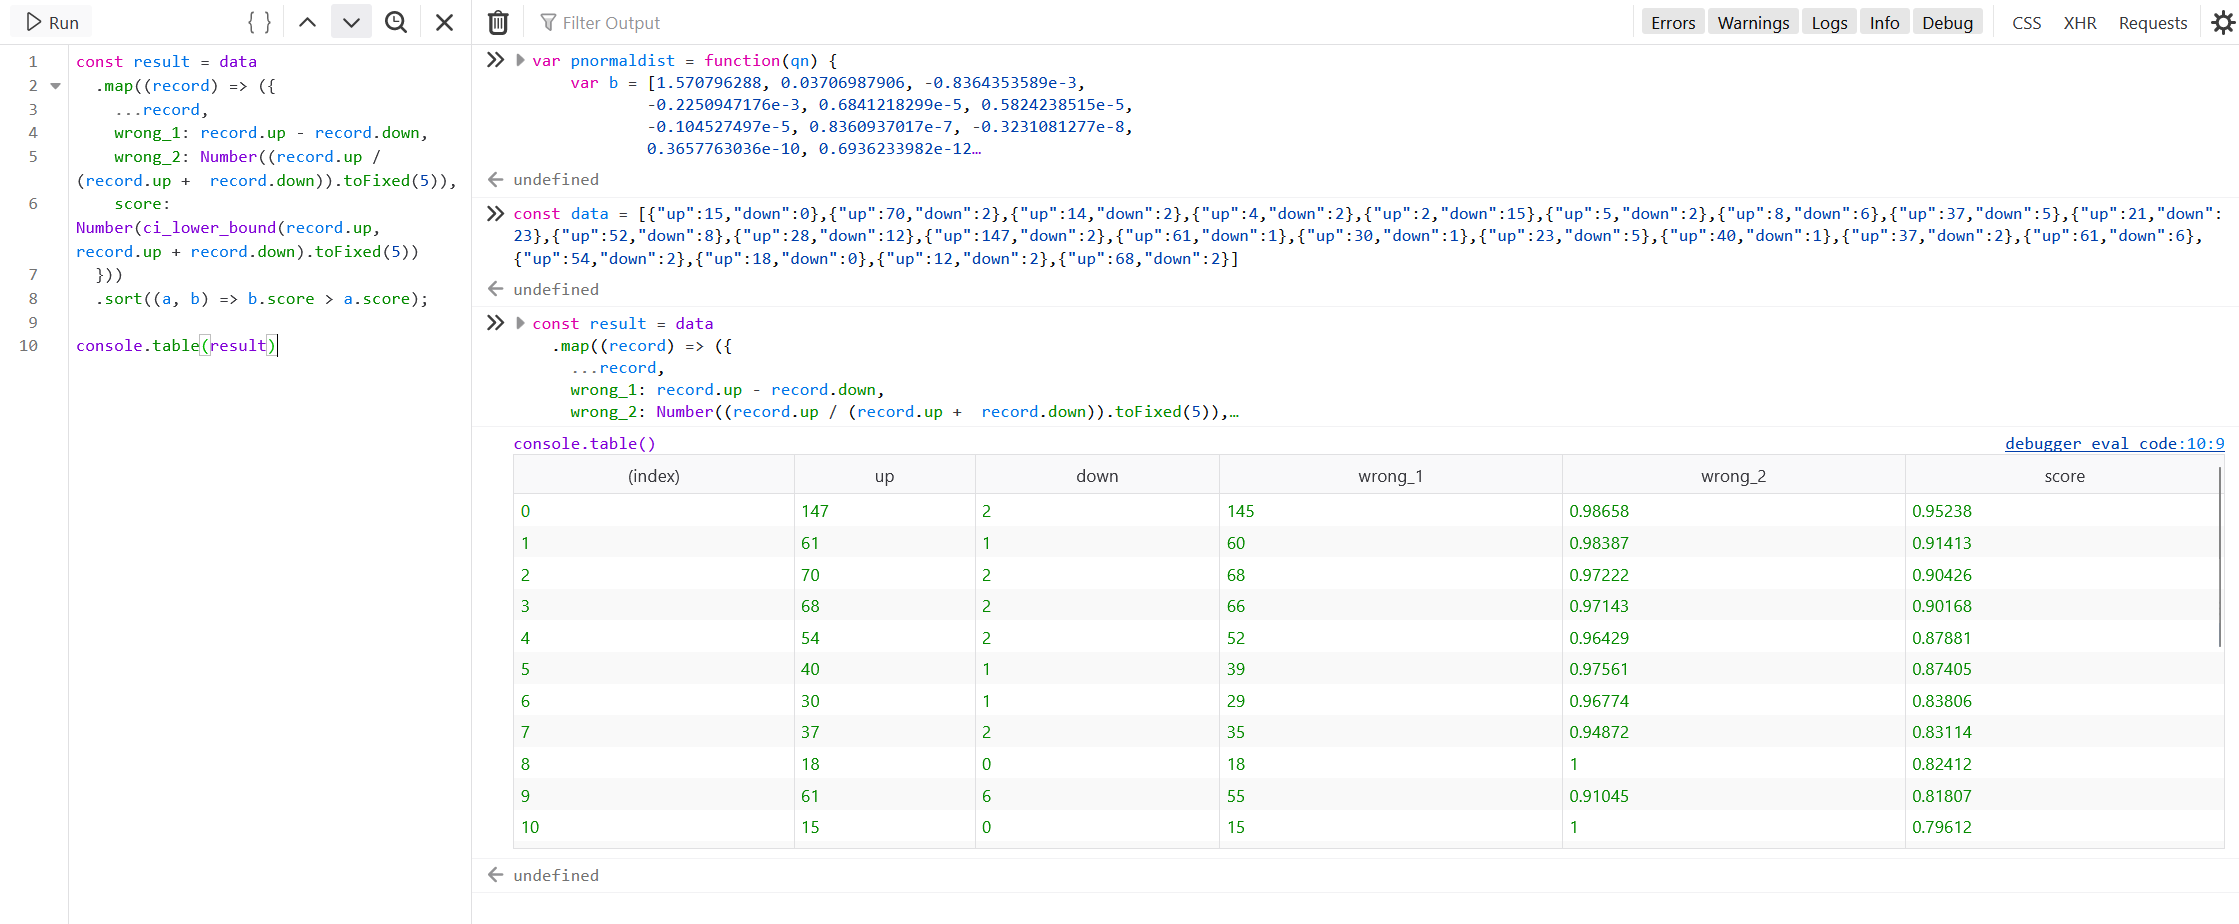 Run { } Filter Output Errors Warnings Logs Info Debug CSS XHR Requests
1 const result = data
2 .map((record) => ({
3 ...record,
4 wrong_1: record.up - record.down,
5 wrong_2: Number((record.up /
(record.up +  record.down)).toFixed(5)),
6 score:
Number(ci_lower_bound(record.up,
record.up + record.down).toFixed(5))
7 }))
8 .sort((a, b) => b.score > a.score);
9
10 console.table(result)
var pnormaldist = function(qn) {
var b = [1.570796288, 0.03706987906, -0.8364353589e-3,
-0.2250947176e-3, 0.6841218299e-5, 0.5824238515e-5,
-0.104527497e-5, 0.8360937017e-7, -0.3231081277e-8,
0.3657763036e-10, 0.6936233982e-12…
undefined
const data = [{"up":15,"down":0},{"up":70,"down":2},{"up":14,"down":2},{"up":4,"down":2},{"up":2,"down":15},{"up":5,"down":2},{"up":8,"down":6},{"up":37,"down":5},{"up":21,"down":
23},{"up":52,"down":8},{"up":28,"down":12},{"up":147,"down":2},{"up":61,"down":1},{"up":30,"down":1},{"up":23,"down":5},{"up":40,"down":1},{"up":37,"down":2},{"up":61,"down":6},
{"up":54,"down":2},{"up":18,"down":0},{"up":12,"down":2},{"up":68,"down":2}]
undefined
const result = data
.map((record) => ({
...record,
wrong_1: record.up - record.down,
wrong_2: Number((record.up / (record.up +  record.down)).toFixed(5)),…
console.table() debugger eval code:10:9
(index) up down wrong_1 wrong_2 score
0 147 2 145 0.98658 0.95238
1 61 1 60 0.98387 0.91413
2 70 2 68 0.97222 0.90426
3 68 2 66 0.97143 0.90168
4 54 2 52 0.96429 0.87881
5 40 1 39 0.97561 0.87405
6 30 1 29 0.96774 0.83806
7 37 2 35 0.94872 0.83114
8 18 0 18 1 0.82412
9 61 6 55 0.91045 0.81807
10 15 0 15 1 0.79612
undefined